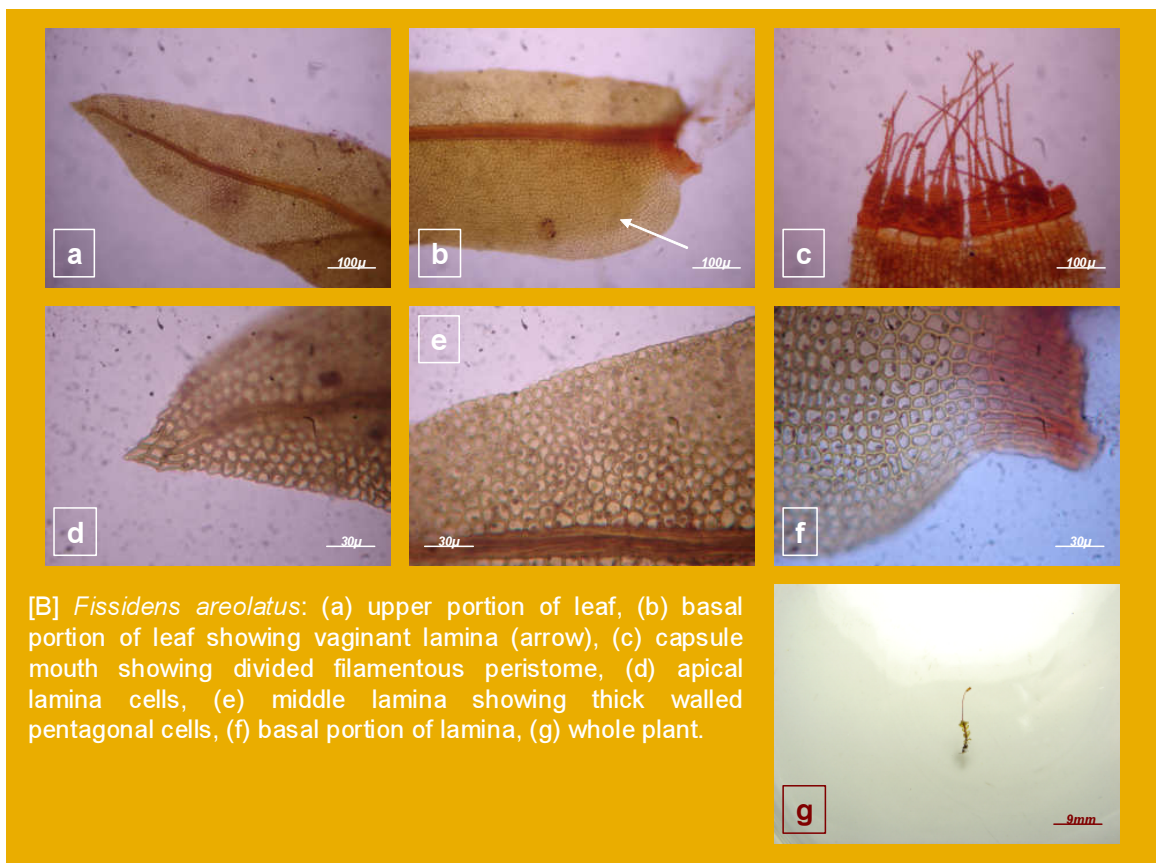 a
100µ
b
100µ
c
100µ
d
30µ
e
30µ
f
30µ
[B] Fissidens areolatus: (a) upper portion of leaf, (b) basal
portion of leaf showing vaginant lamina (arrow), (c) capsule
mouth showing divided filamentous peristome, (d) apical
lamina cells, (e) middle lamina showing thick walled
pentagonal cells, (f) basal portion of lamina, (g) whole plant.
g
9mm